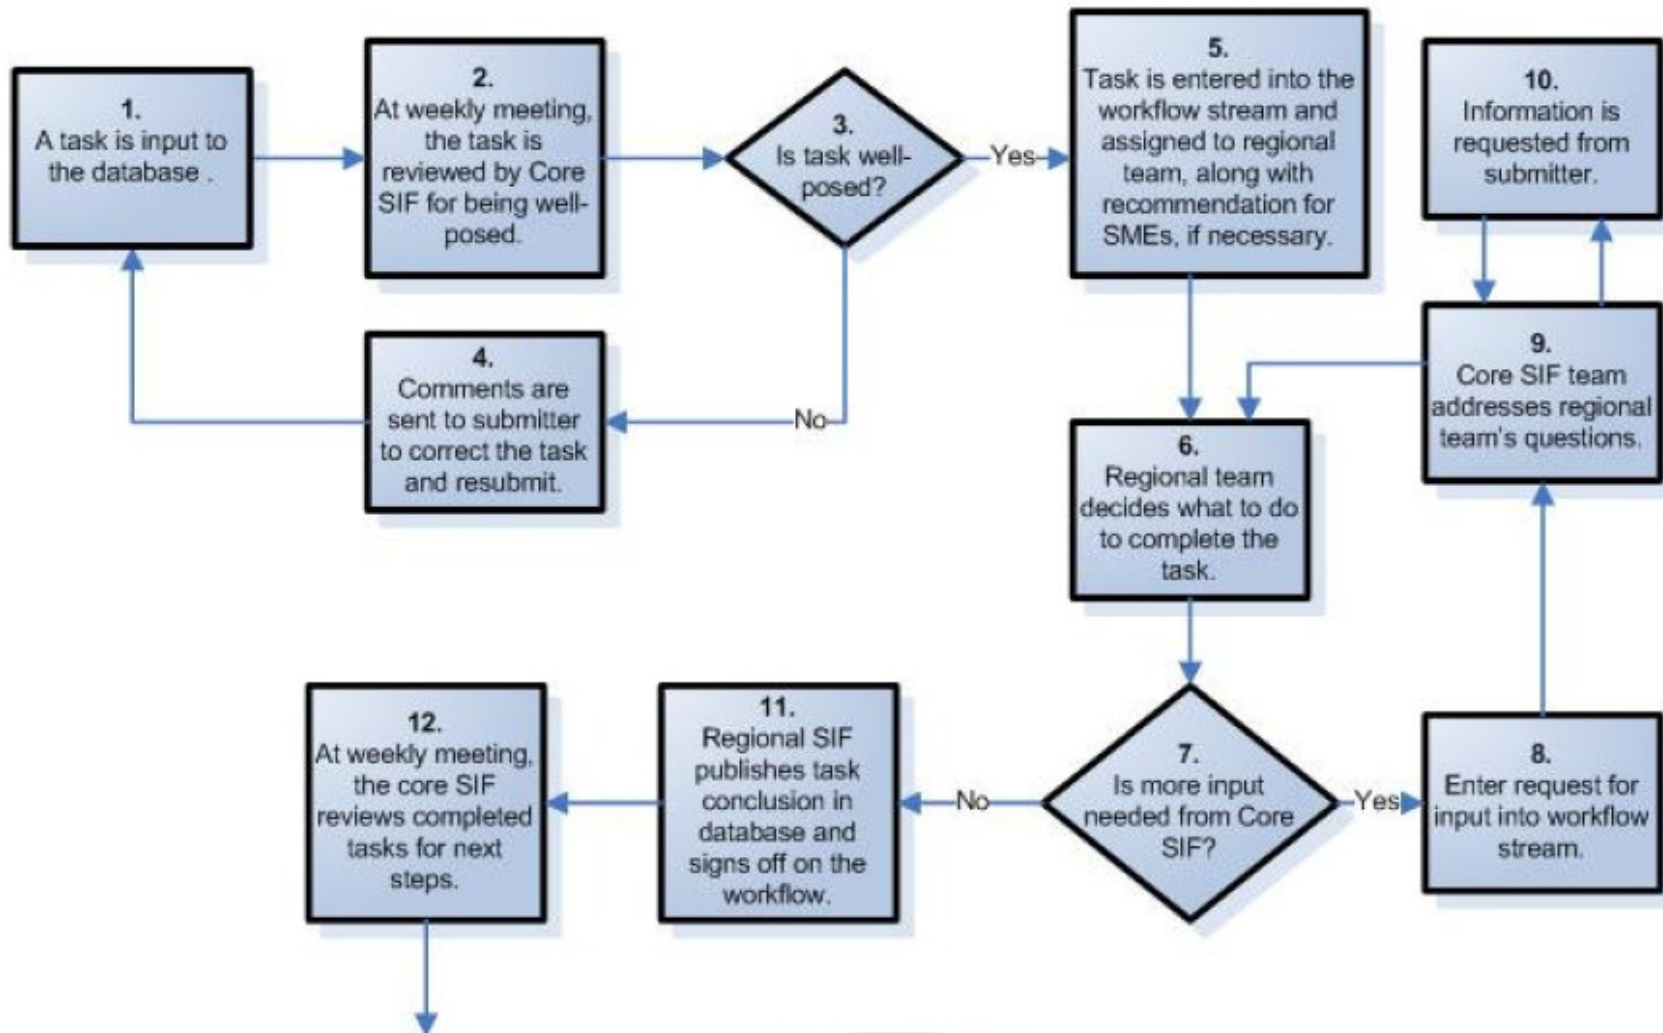 1.
A task is input to
the database .
2.
At weekly meeting,
the task is
reviewed by Core
SIF for being well-
posed.
3.
Is task well-
posed?
Yes
No
4.
Comments are
sent to submitter
to correct the task
and resubmit.
5.
Task is entered into the
workflow stream and
assigned to regional
team, along with
recommendation for
SMEs, if necessary.
6.
Regional team
decides what to do
to complete the
task.
7.
Is more input
needed from Core
SIF?
Yes
No
8.
Enter request for
input into workflow
stream.
9.
Core SIF team
addresses regional
team's questions.
10.
Information is
requested from
submitter.
11.
Regional SIF
publishes task
conclusion in
database and
signs off on the
workflow.
12.
At weekly meeting,
the core SIF
reviews completed
tasks for next
steps.